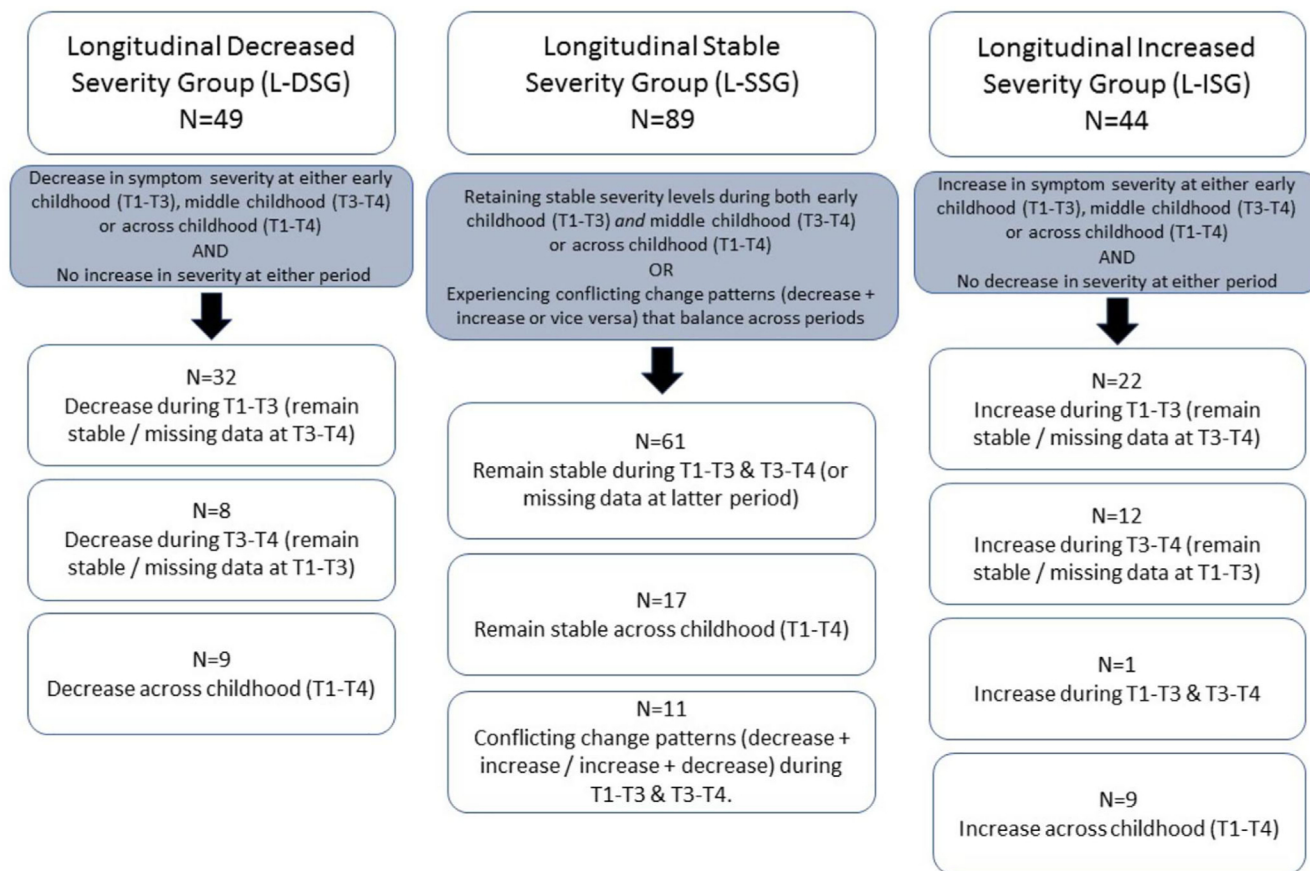 Longitudinal Decreased
Severity Group (L-DSG)
N=49
Decrease in symptom severity at either early
childhood (T1-T3), middle childhood (T3-T4)
or across childhood (T1-T4)
AND
No increase in severity at either period
N=32
Decrease during T1-T3 (remain
stable / missing data at T3-T4)
N=8
Decrease during T3-T4 (remain
stable / missing data at T1-T3)
N=9
Decrease across childhood (T1-T4)
Longitudinal Stable
Severity Group (L-SSG)
N=89
Retaining stable severity levels during both early
childhood (T1-T3) and middle childhood (T3-T4)
or across childhood (T1-T4)
OR
Experiencing conflicting change patterns (decrease +
increase or vice versa) that balance across periods
N=61
Remain stable during T1-T3 & T3-T4 (or
missing data at latter period)
N=17
Remain stable across childhood (T1-T4)
N=11
Conflicting change patterns (decrease +
increase / increase + decrease) during
T1-T3 & T3-T4.
Longitudinal Increased
Severity Group (L-ISG)
N=44
Increase in symptom severity at either early
childhood (T1-T3), middle childhood (T3-T4)
or across childhood (T1-T4)
AND
No decrease in severity at either period
N=22
Increase during T1-T3 (remain
stable / missing data at T3-T4)
N=12
Increase during T3-T4 (remain
stable / missing data at T1-T3)
N=1
Increase during T1-T3 & T3-T4
N=9
Increase across childhood (T1-T4)